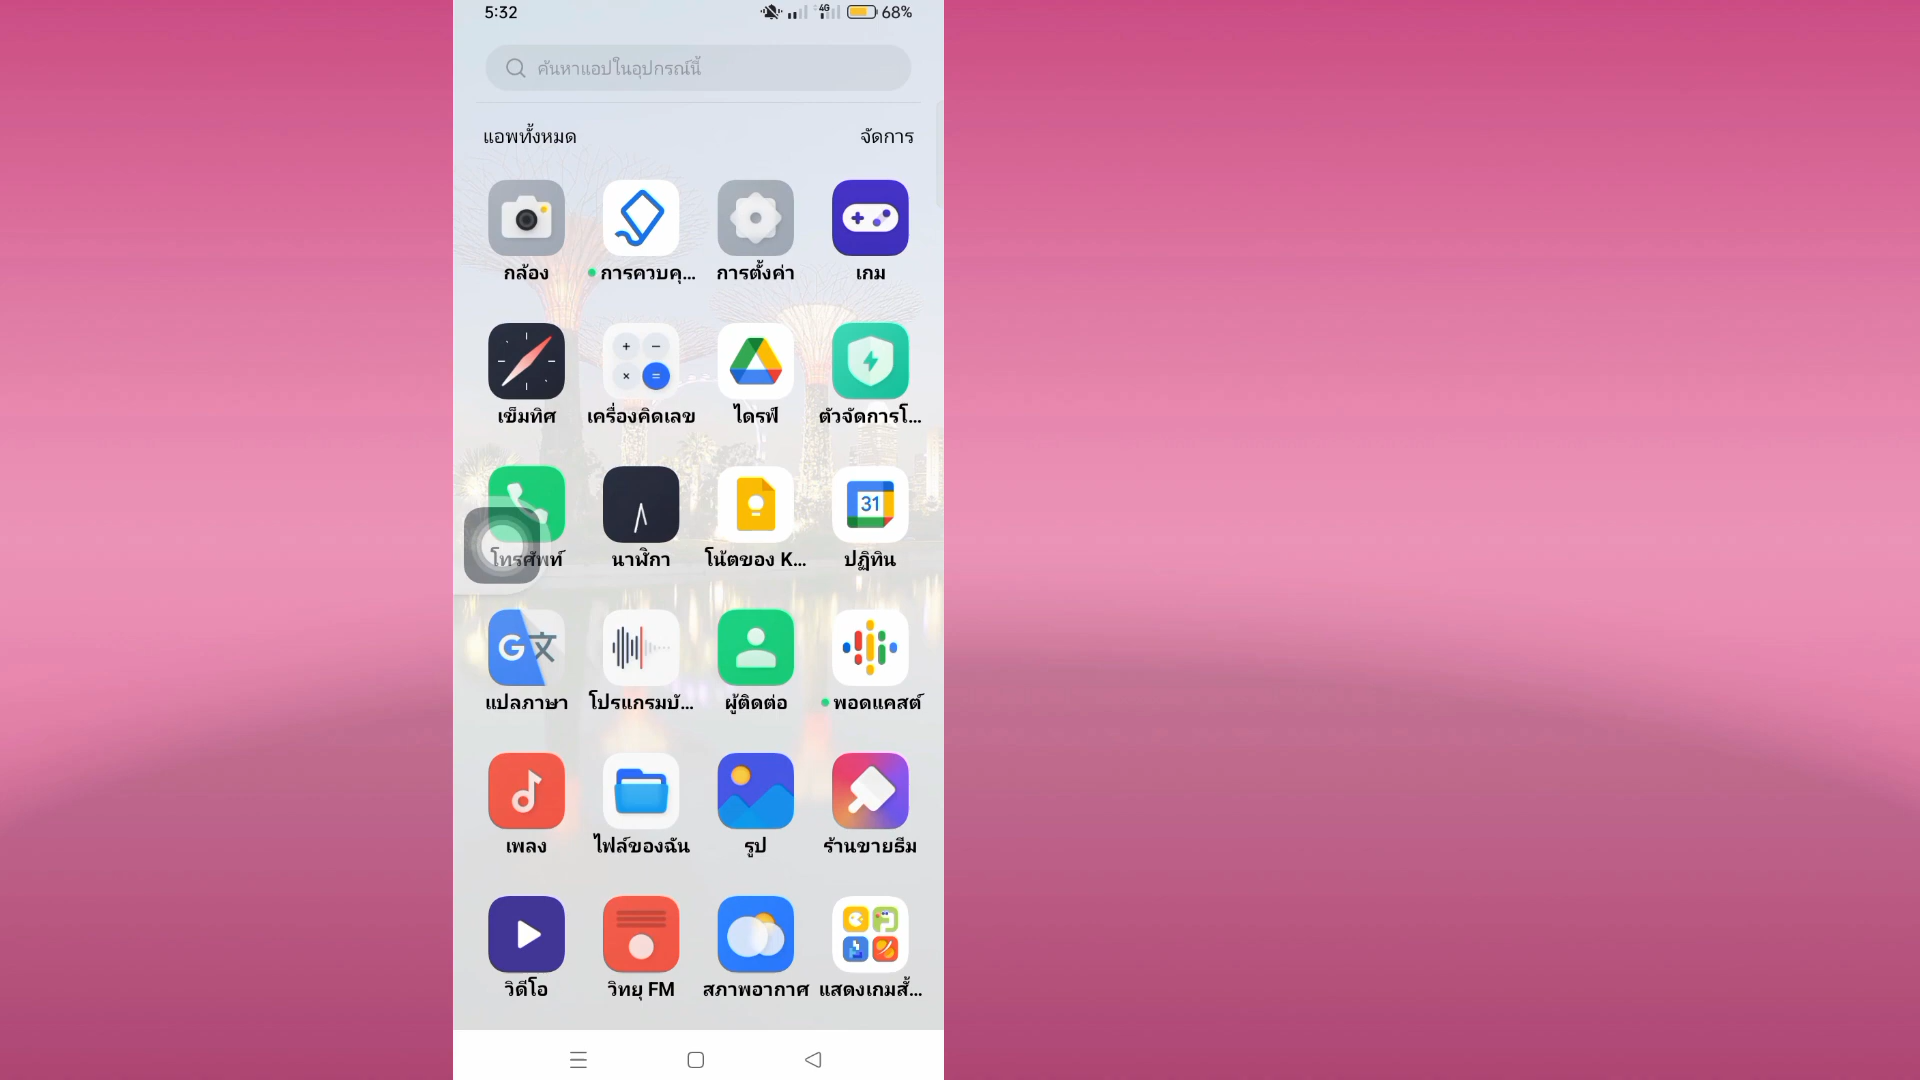 5:32
4G
68%
ค้นหาแอปในอุปกรณ์นี้
แอพทั้งหมด
จัดการ
กล้อง
การควบคุ...
การตั้งค่า
เกม
เข็มทิศ
เครื่องคิดเลข
ไดรฟ์
ตัวจัดการโ...
โทรศัพท์
นาฬิกา
โน้ตของ K...
31
ปฏิทิน
G文
แปลภาษา
โปรแกรมบั...
ผู้ติดต่อ
พอดแคสต์
เพลง
ไฟล์ของฉัน
รูป
ร้านขายธีม
วิดีโอ
วิทยุ FM
สภาพอากาศ
แสดงเกมสั้...